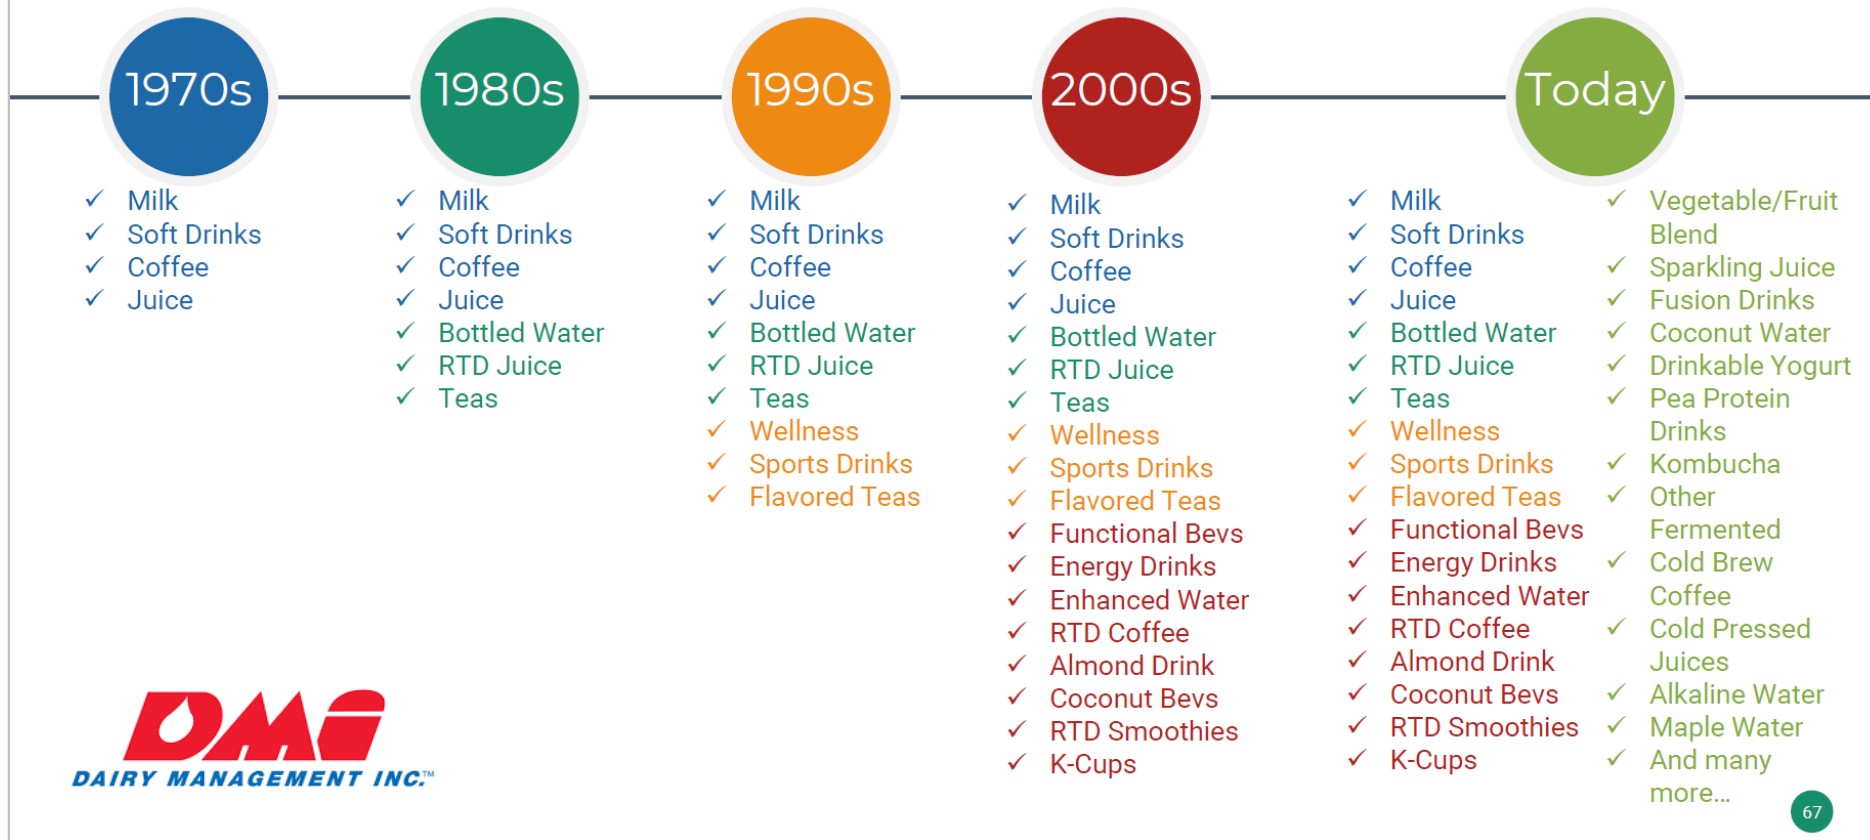 1970s
1980s
1990s
2000s
Today
Milk
Soft Drinks
Coffee
Juice
Milk
Soft Drinks
Coffee
Juice
Bottled Water
RTD Juice
Teas
Milk
Soft Drinks
Coffee
Juice
Bottled Water
RTD Juice
Teas
Wellness
Sports Drinks
Flavored Teas
Milk
Soft Drinks
Coffee
Juice
Bottled Water
RTD Juice
Teas
Wellness
Sports Drinks
Flavored Teas
Functional Bevs
Energy Drinks
Enhanced Water
RTD Coffee
Almond Drink
Coconut Bevs
RTD Smoothies
K-Cups
Milk
Soft Drinks
Coffee
Juice
Bottled Water
RTD Juice
Teas
Wellness
Sports Drinks
Flavored Teas
Functional Bevs
Energy Drinks
Enhanced Water
RTD Coffee
Almond Drink
Coconut Bevs
RTD Smoothies
K-Cups
Vegetable/Fruit
Blend
Sparkling Juice
Fusion Drinks
Coconut Water
Drinkable Yogurt
Pea Protein
Drinks
Kombucha
Other
Fermented
Cold Brew
Coffee
Cold Pressed
Juices
Alkaline Water
Maple Water
And many
more...
DMI
DAIRY MANAGEMENT INC.™
67